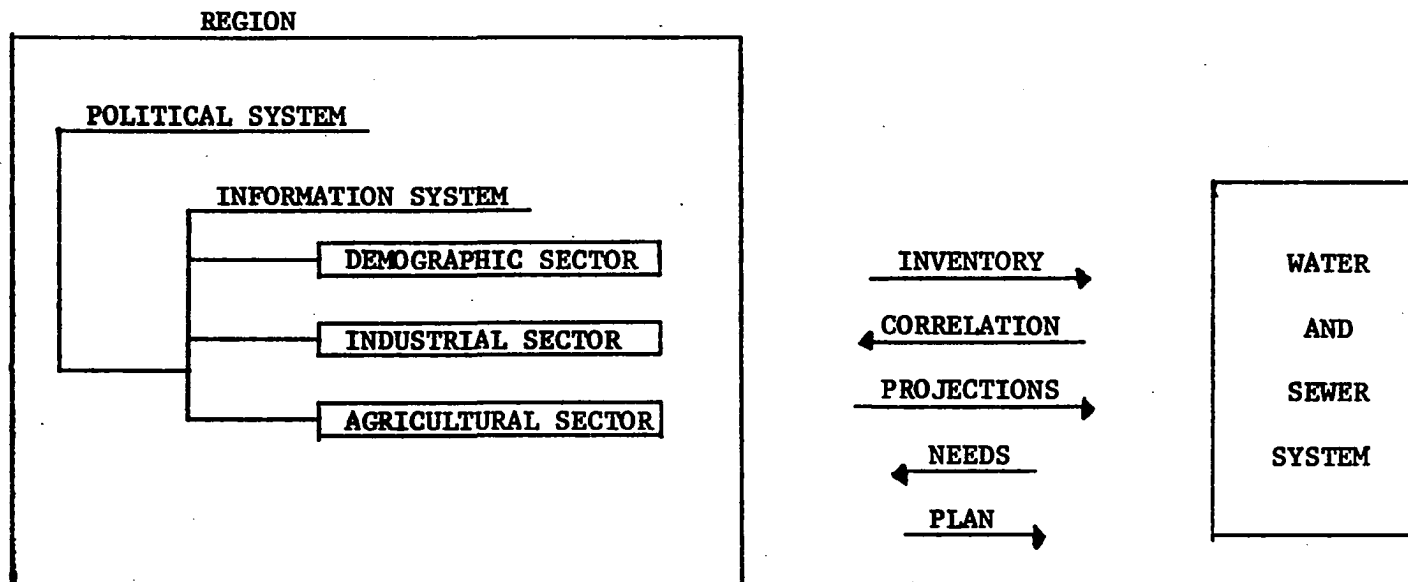 REGION
POLITICAL SYSTEM
INFORMATION SYSTEM
DEMOGRAPHIC SECTOR
INDUSTRIAL SECTOR
AGRICULTURAL SECTOR
INVENTORY
CORRELATION
PROJECTIONS
NEEDS
PLAN
WATER
AND
SEWER
SYSTEM